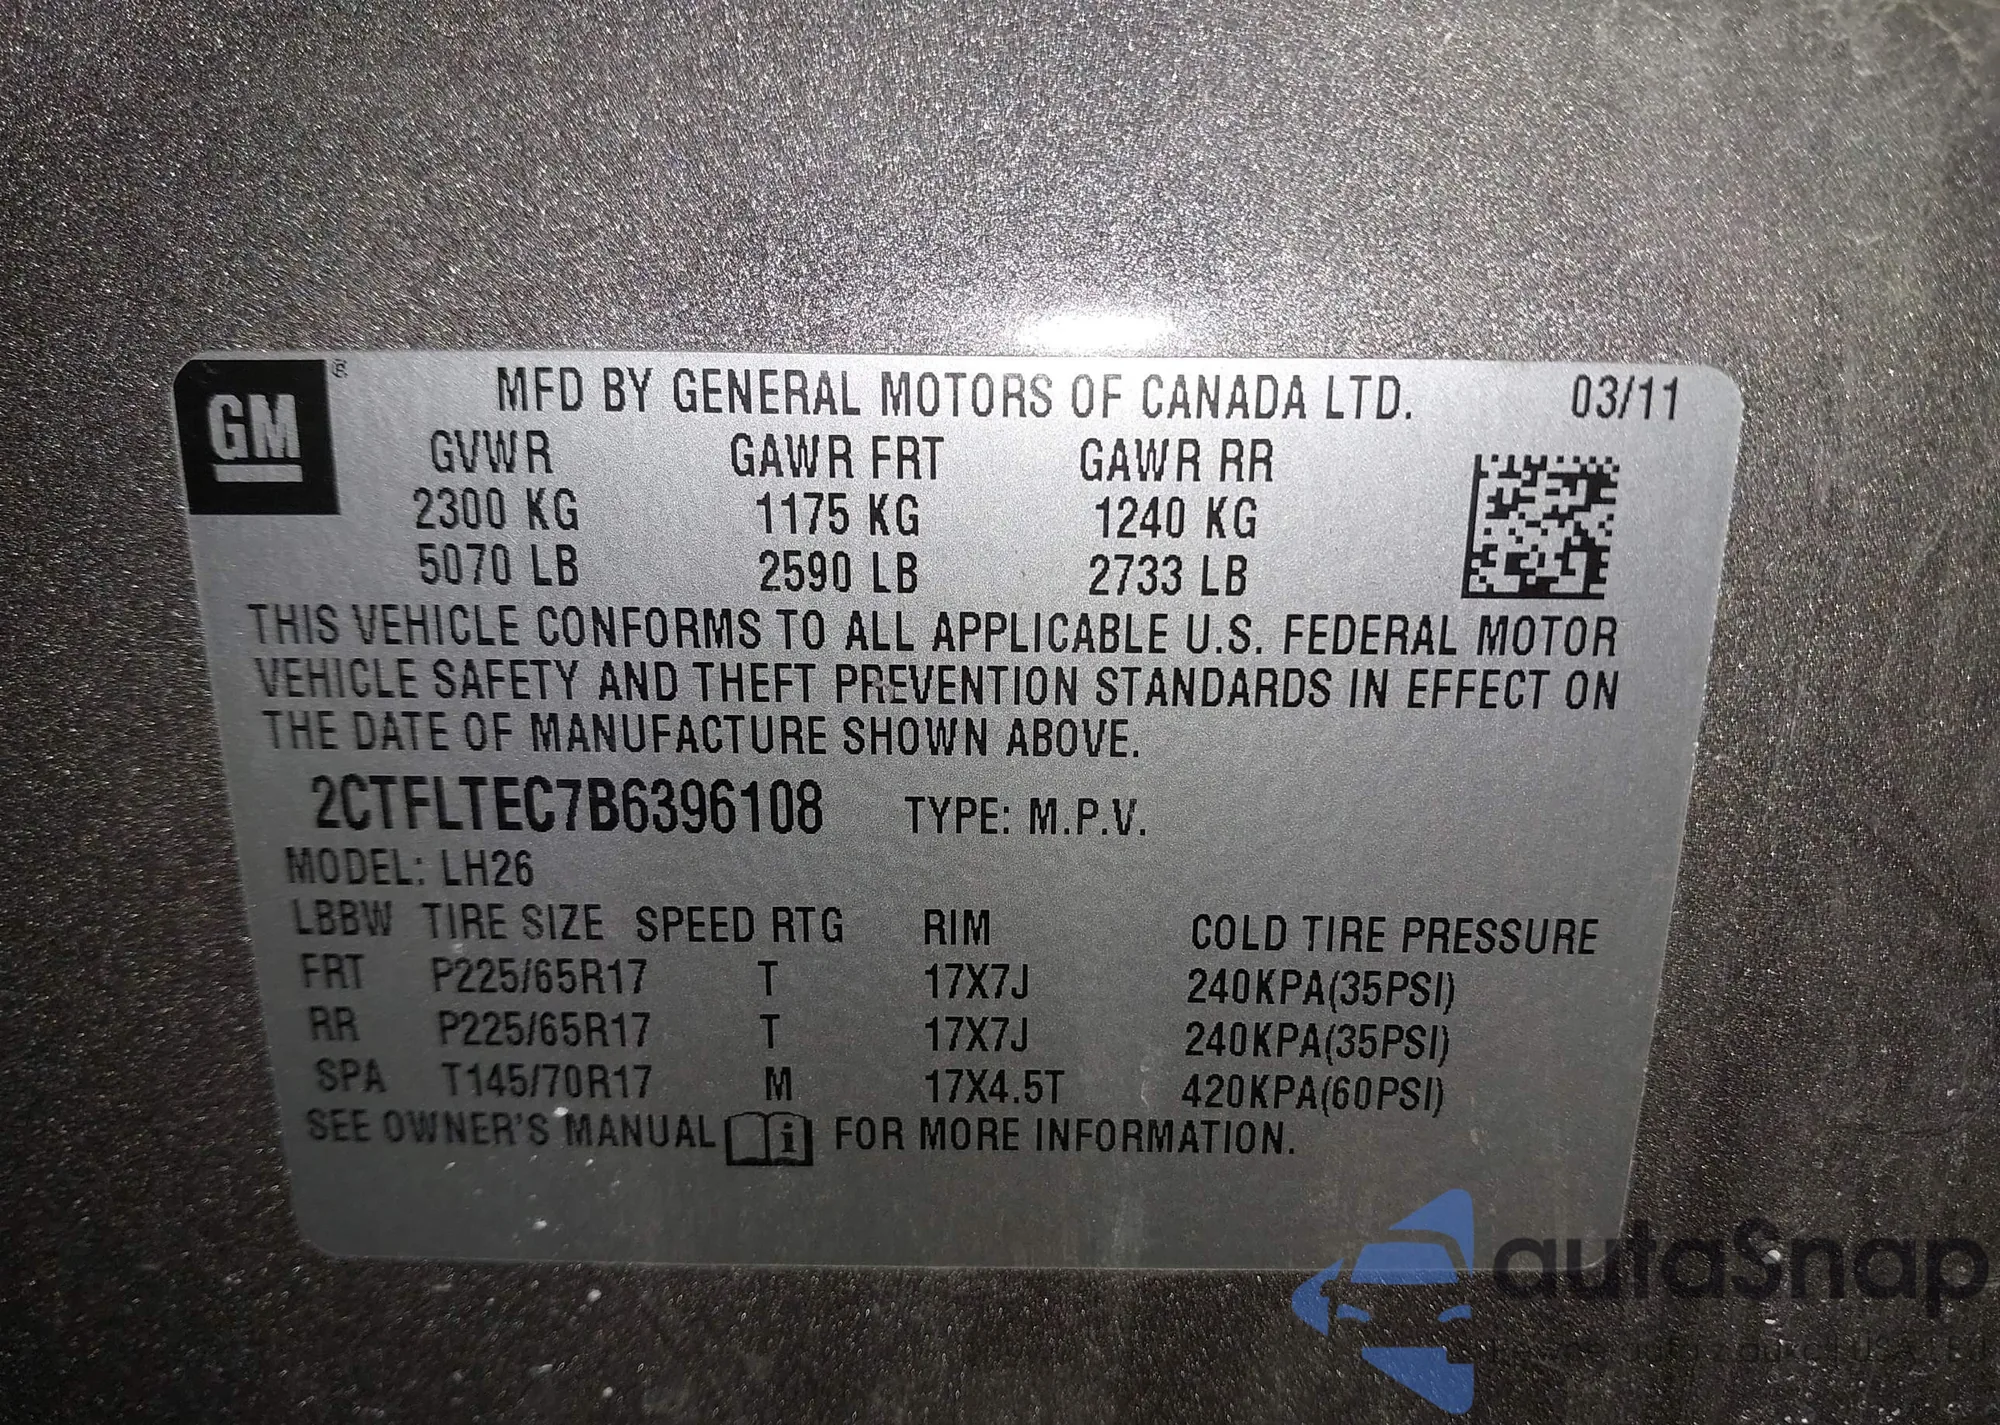 GM ®
MFD BY GENERAL MOTORS OF CANADA LTD. 03/11
GVWR GAWR FRT GAWR RR
2300 KG 1175 KG 1240 KG
5070 LB 2590 LB 2733 LB
THIS VEHICLE CONFORMS TO ALL APPLICABLE U.S. FEDERAL MOTOR
VEHICLE SAFETY AND THEFT PREVENTION STANDARDS IN EFFECT ON
THE DATE OF MANUFACTURE SHOWN ABOVE.
2CTFLTEC7B6396108 TYPE: M.P.V.
MODEL: LH26
LBBW TIRE SIZE SPEED RTG RIM COLD TIRE PRESSURE
FRT P225/65R17 T 17X7J 240KPA(35PSI)
RR P225/65R17 T 17X7J 240KPA(35PSI)
SPA T145/70R17 M 17X4.5T 420KPA(60PSI)
SEE OWNER'S MANUAL i FOR MORE INFORMATION.
autaSnap
auta z aukcji USA